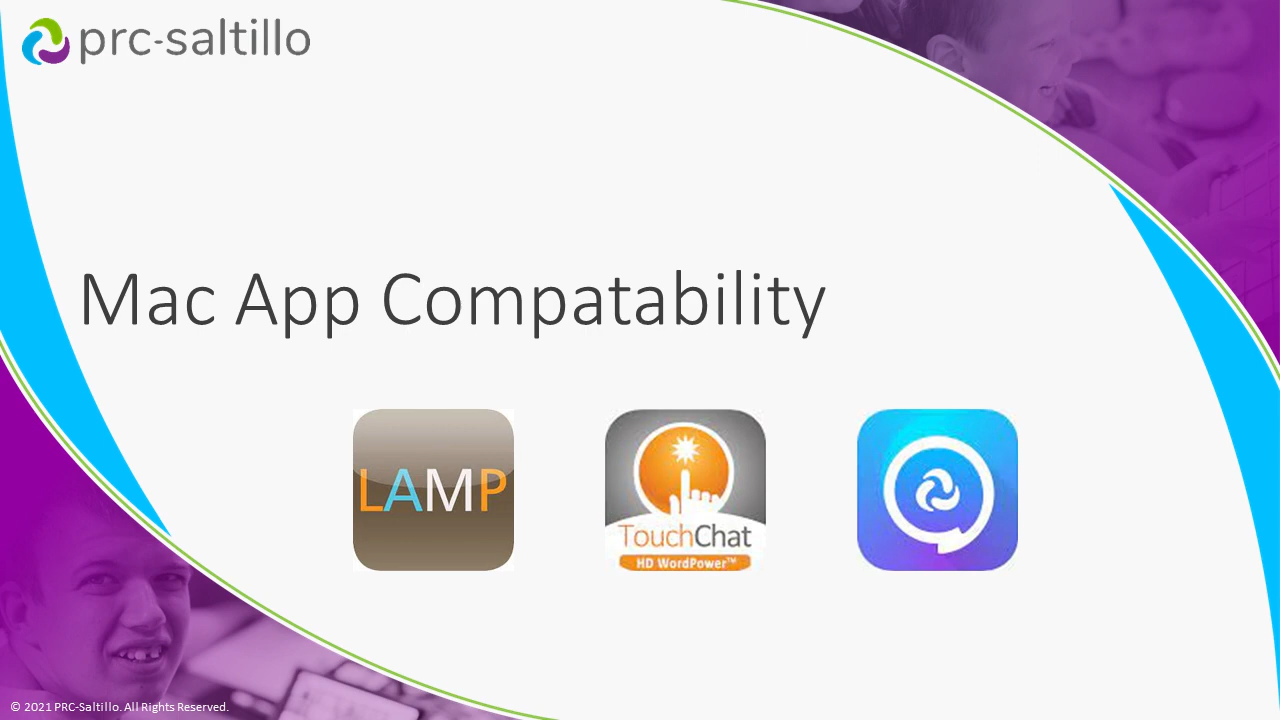 prc-saltillo
Mac App Compatability
LAMP
TouchChat
HD WordPower™
© 2021 PRC-Saltillo. All Rights Reserved.